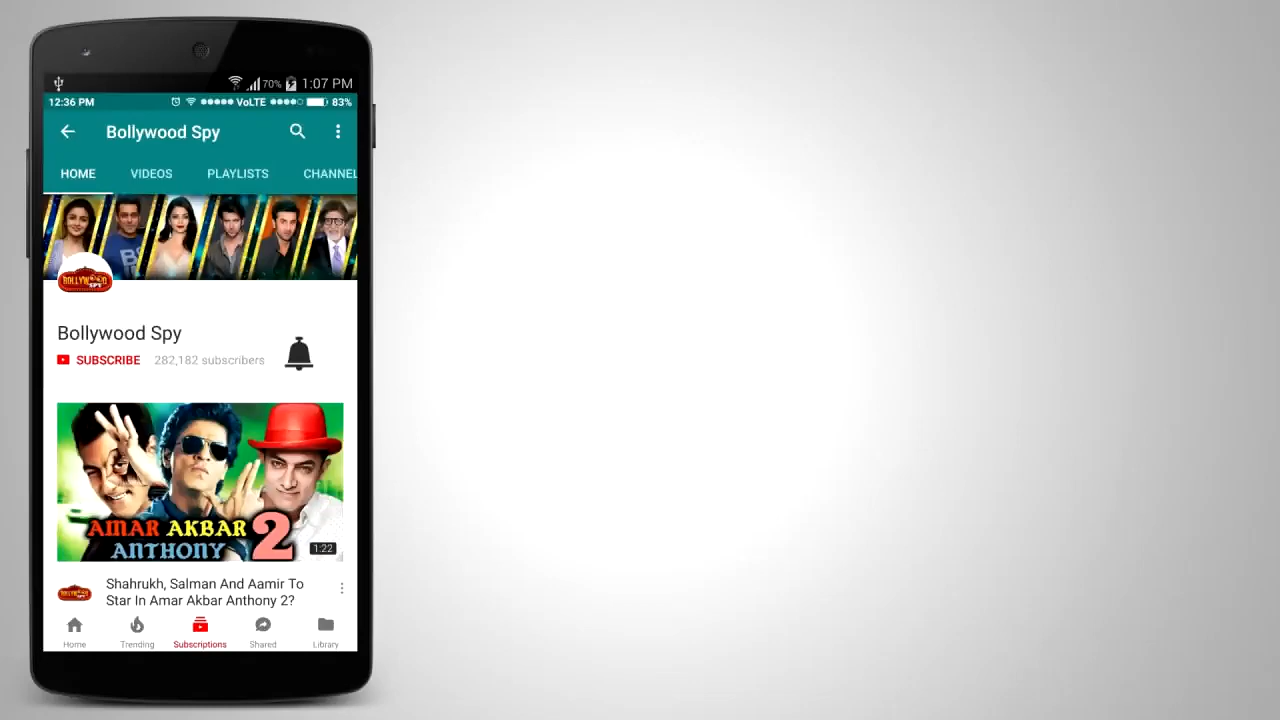 70% 1:07 PM
12:36 PM VoLTE 83%
Bollywood Spy
HOME VIDEOS PLAYLISTS CHANNEL
BOLLYWOOD
SPY
Bollywood Spy
SUBSCRIBE 282,182 subscribers
AMAR AKBAR 2
ANTHONY
1:22
Shahrukh, Salman And Aamir To
Star In Amar Akbar Anthony 2?
Home Trending Subscriptions Shared Library